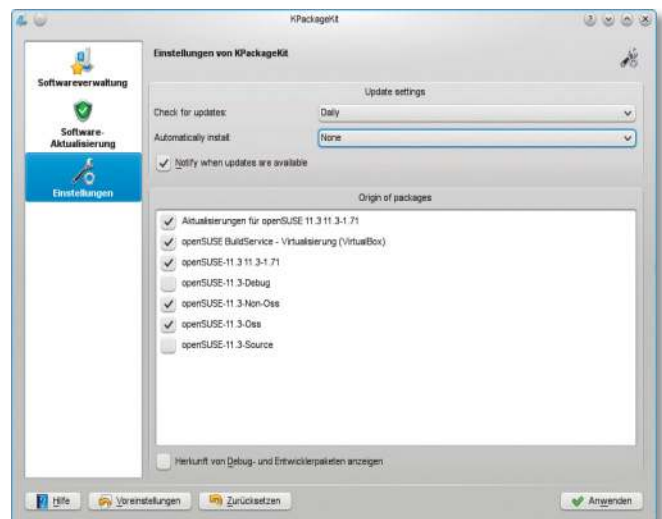 KPackageKit
Softwareverwaltung
Software-
Aktualisierung
Einstellungen
Einstellungen von KPackageKit
Update settings
Check for updates:
Daily
Automatically install:
None
Notify when updates are available
Origin of packages
Aktualisierungen für openSUSE 11.3 11.3-1.71
openSUSE BuildService - Virtualisierung (VirtualBox)
openSUSE-11.3 11.3-1.71
openSUSE-11.3-Debug
openSUSE-11.3-Non-Oss
openSUSE-11.3-Oss
openSUSE-11.3-Source
Herkunft von Debug- und Entwicklerpaketen anzeigen
Hilfe
Voreinstellungen
Zurücksetzen
Anwenden